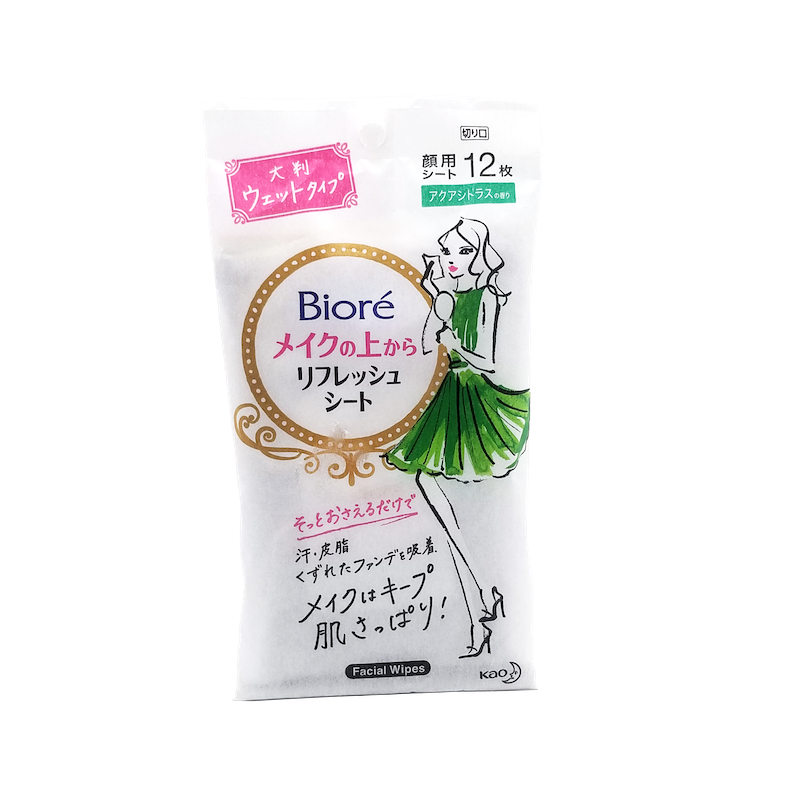 切り口
大判
ウェットタイプ
顔用
シート 12枚
アクアシトラスの香り
Bioré
メイクの上から
リフレッシュ
シート
そっとおさえるだけで
汗・皮脂
くずれたファンデを吸着。
メイクはキープ
肌さっぱり!
Facial Wipes
Kao